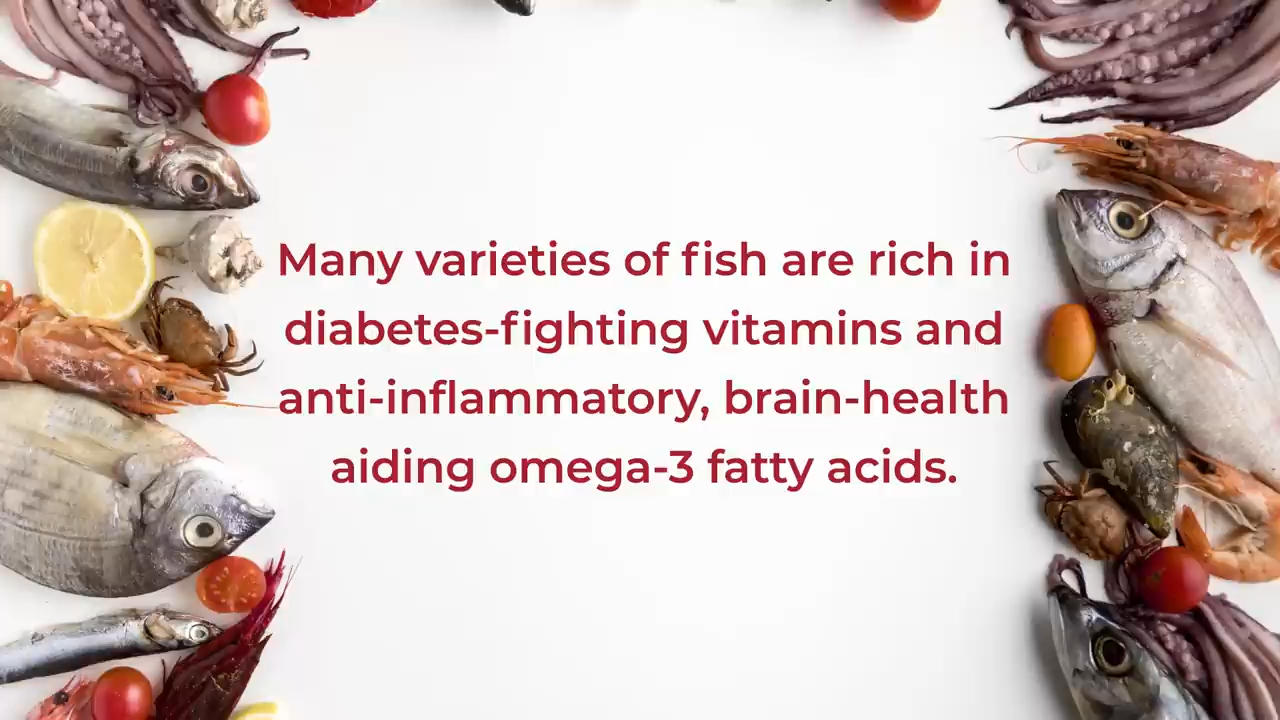 Many varieties of fish are rich in
diabetes-fighting vitamins and
anti-inflammatory, brain-health
aiding omega-3 fatty acids.